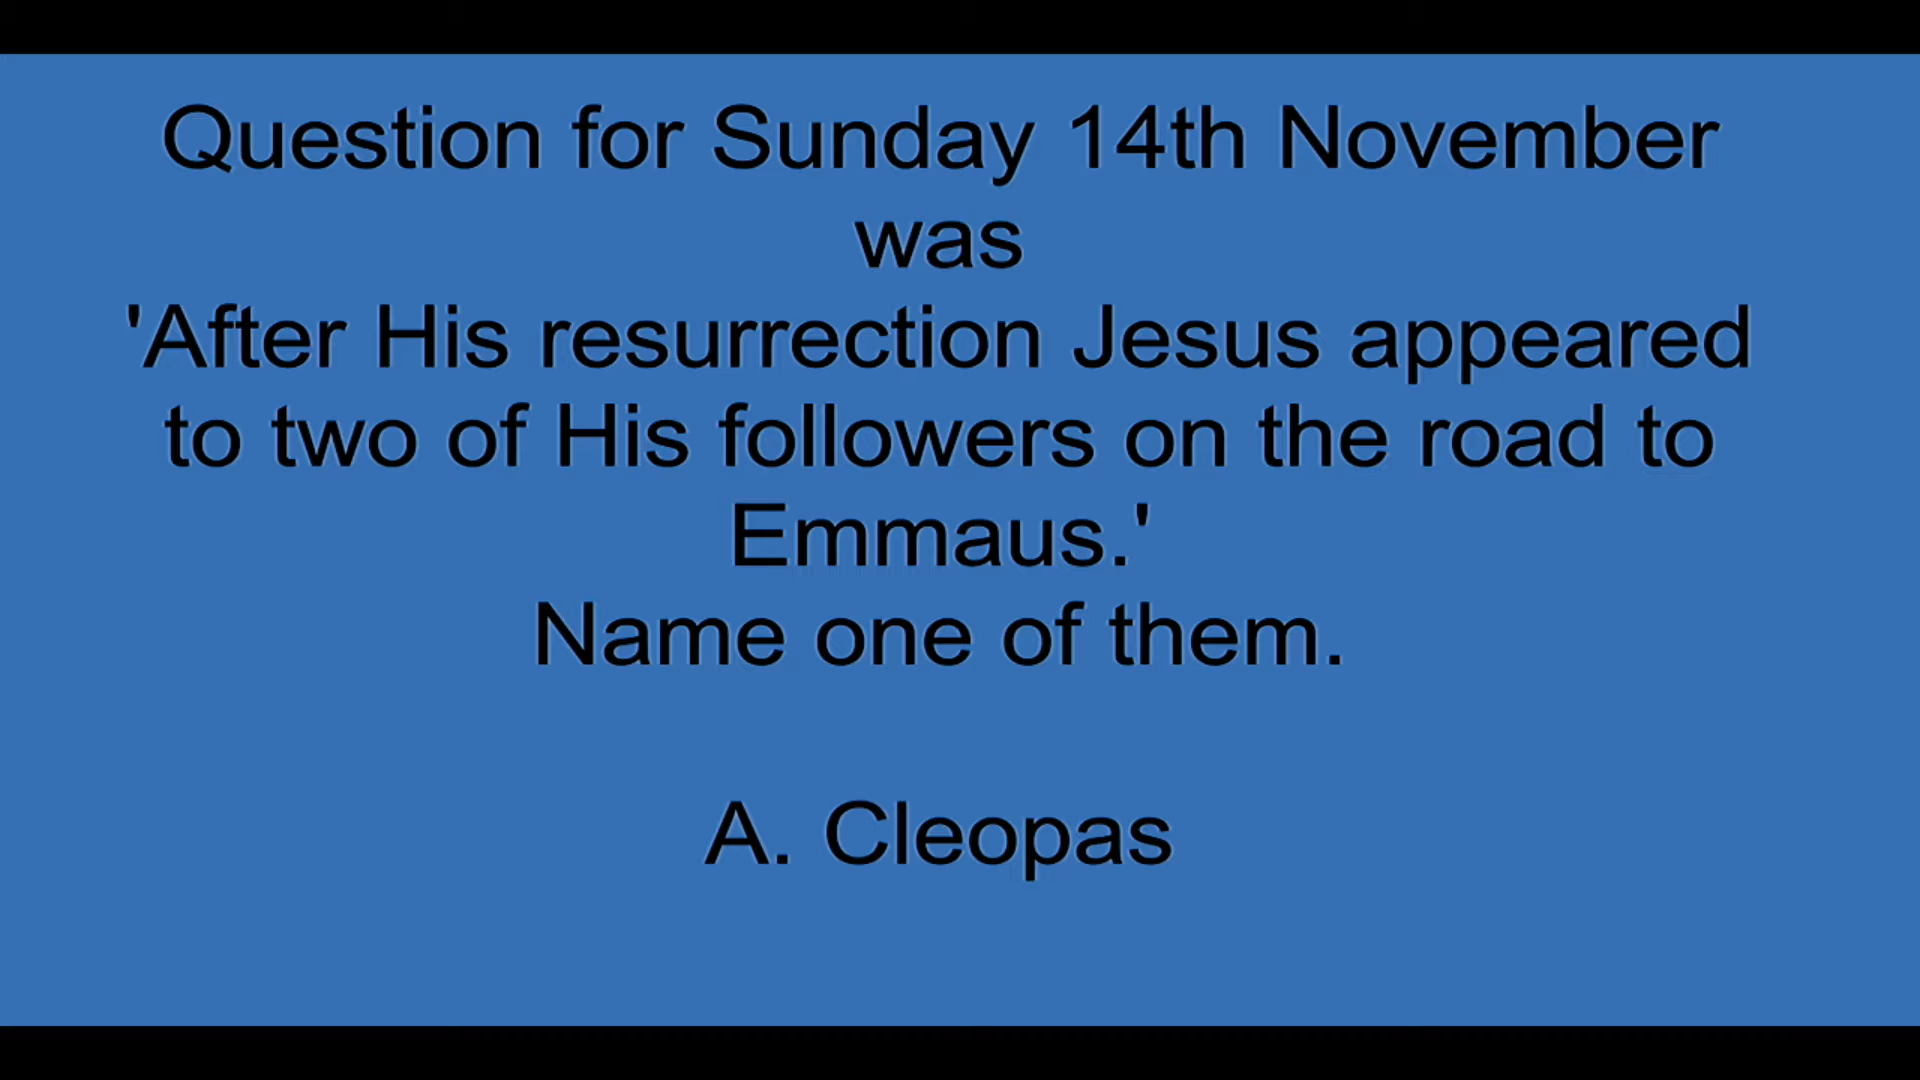 Question for Sunday 14th November
was
'After His resurrection Jesus appeared
to two of His followers on the road to
Emmaus.'
Name one of them.
A. Cleopas